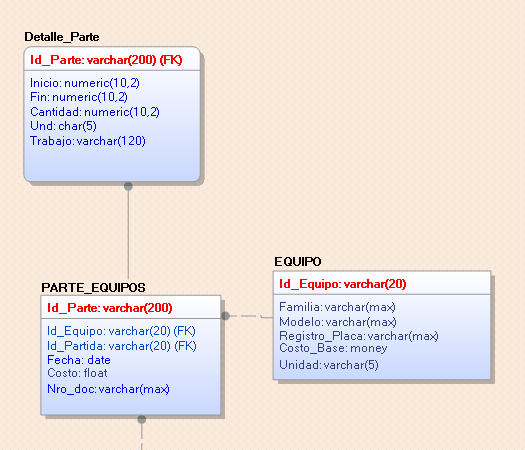 Detalle_Parte
Id_Parte: varchar(200) (FK)
Inicio: numeric(10,2)
Fin: numeric(10,2)
Cantidad: numeric(10,2)
Und: char(5)
Trabajo: varchar(120)
PARTE_EQUIPOS
Id_Parte: varchar(200)
Id_Equipo: varchar(20) (FK)
Id_Partida: varchar(20) (FK)
Fecha: date
Costo: float
Nro_doc: varchar(max)
EQUIPO
Id_Equipo: varchar(20)
Familia: varchar(max)
Modelo: varchar(max)
Registro_Placa: varchar(max)
Costo_Base: money
Unidad: varchar(5)